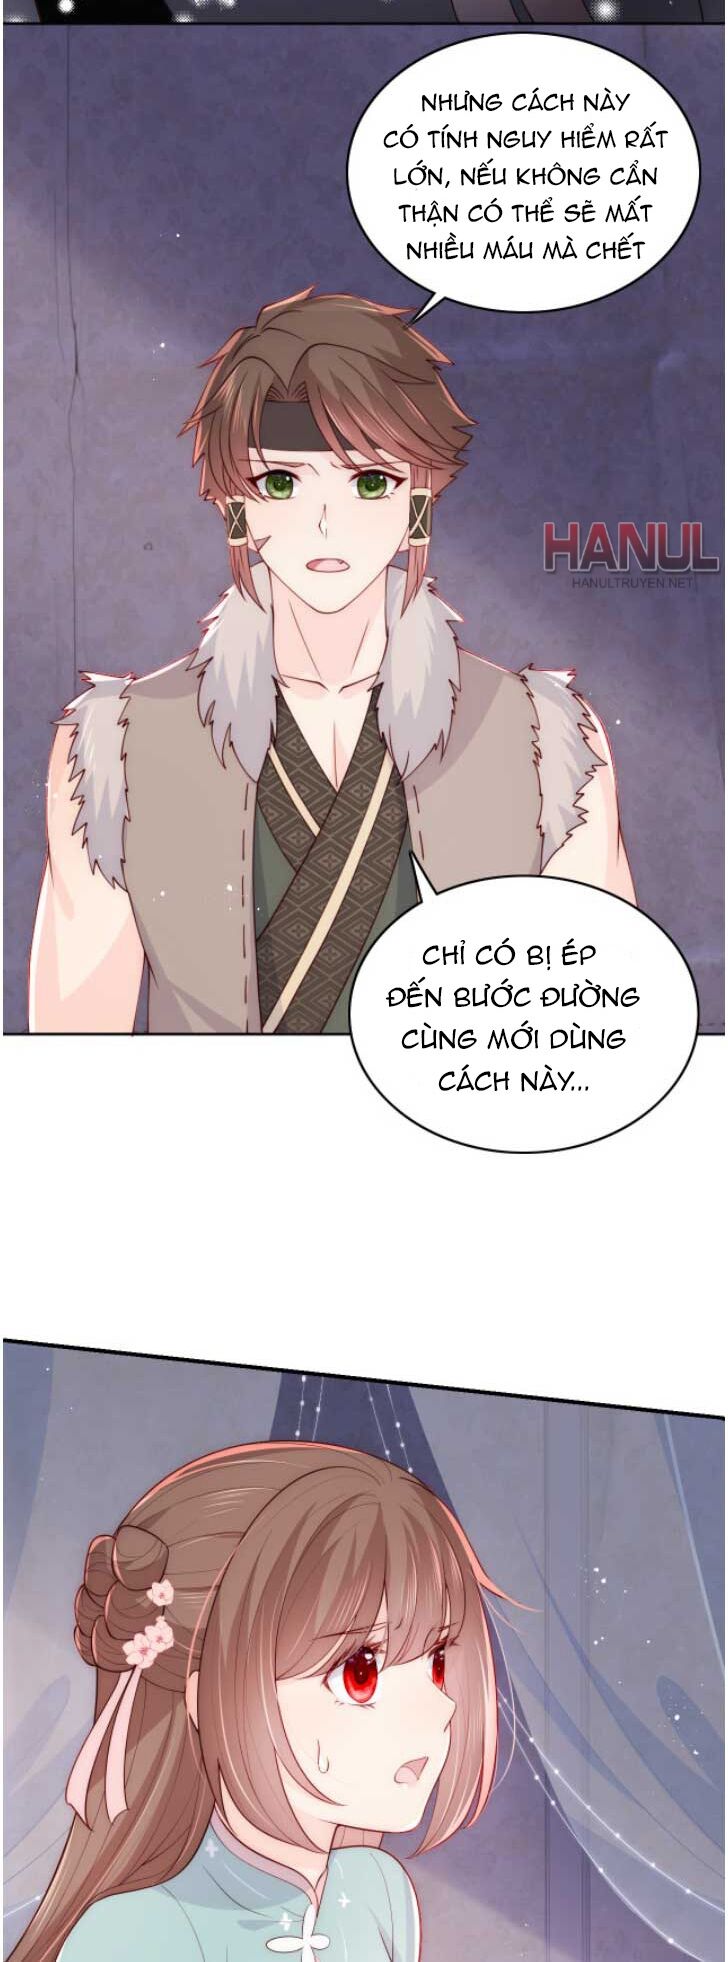 NHƯNG CÁCH NÀY
CÓ TÍNH NGUY HIỂM RẤT
LỚN, NẾU KHÔNG CẨN
THẬN CÓ THỂ SẼ MẤT
NHIỀU MÁU MÀ CHẾT
HANUL
HANULTRUYEN.NET
CHỈ CÓ BỊ ÉP
ĐẾN BƯỚC ĐƯỜNG
CÙNG MỚI DÙNG
CÁCH NÀY...